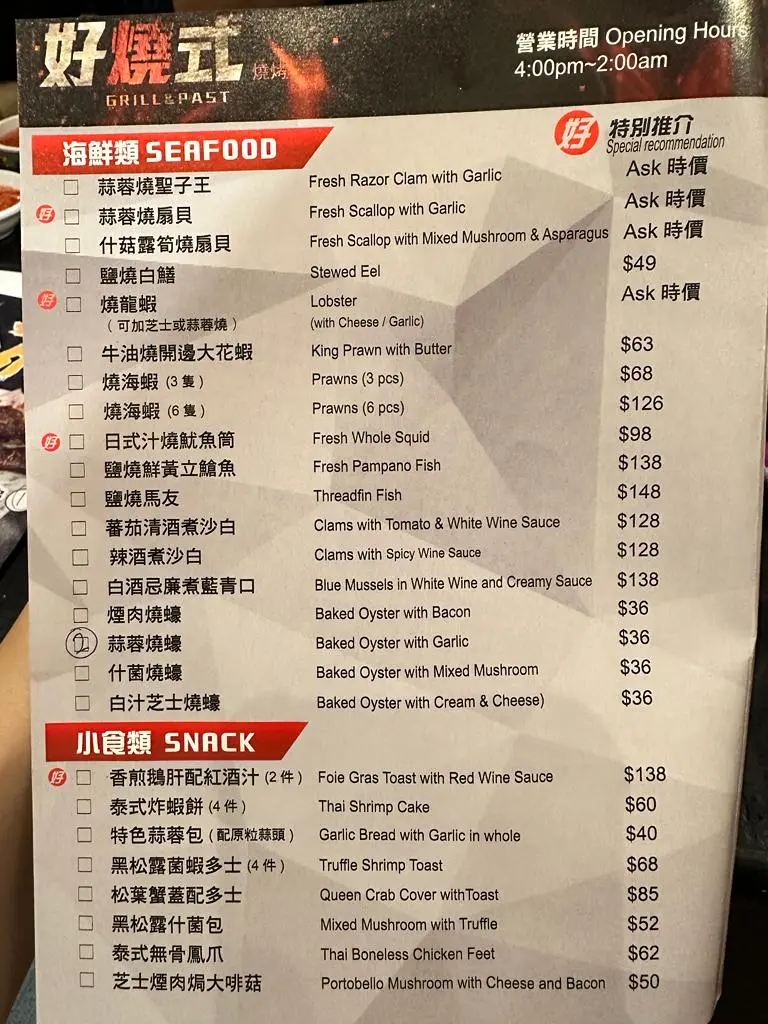 好燒式 燒烤
GRILL & PAST
營業時間 Opening Hours
4:00pm~2:00am
海鮮類 SEAFOOD
好 特別推介
Special recommendation
蒜蓉燒聖子王 Fresh Razor Clam with Garlic Ask 時價
好 蒜蓉燒扇貝 Fresh Scallop with Garlic Ask 時價
什菇露筍燒扇貝 Fresh Scallop with Mixed Mushroom & Asparagus Ask 時價
鹽燒白鱔 Stewed Eel $49
好 燒龍蝦 Lobster Ask 時價
(可加芝士或蒜蓉燒) (with Cheese / Garlic)
牛油燒開邊大花蝦 King Prawn with Butter $63
燒海蝦 (3 隻) Prawns (3 pcs) $68
燒海蝦 (6 隻) Prawns (6 pcs) $126
好 日式汁燒魷魚筒 Fresh Whole Squid $98
鹽燒鮮黃立鯧魚 Fresh Pampano Fish $138
鹽燒馬友 Threadfin Fish $148
蕃茄清酒煮沙白 Clams with Tomato & White Wine Sauce $128
辣酒煮沙白 Clams with Spicy Wine Sauce $128
白酒忌廉煮藍青口 Blue Mussels in White Wine and Creamy Sauce $138
煙肉燒蠔 Baked Oyster with Bacon $36
蒜蓉燒蠔 Baked Oyster with Garlic $36
什菌燒蠔 Baked Oyster with Mixed Mushroom $36
白汁芝士燒蠔 Baked Oyster with Cream & Cheese) $36
小食類 SNACK
好 香煎鵝肝配紅酒汁 (2 件) Foie Gras Toast with Red Wine Sauce $138
泰式炸蝦餅 (4 件) Thai Shrimp Cake $60
特色蒜蓉包 (配原粒蒜頭) Garlic Bread with Garlic in whole $40
黑松露菌蝦多士 (4 件) Truffle Shrimp Toast $68
松葉蟹蓋配多士 Queen Crab Cover withToast $85
黑松露什菌包 Mixed Mushroom with Truffle $52
泰式無骨鳳爪 Thai Boneless Chicken Feet $62
芝士煙肉焗大啡菇 Portobello Mushroom with Cheese and Bacon $50